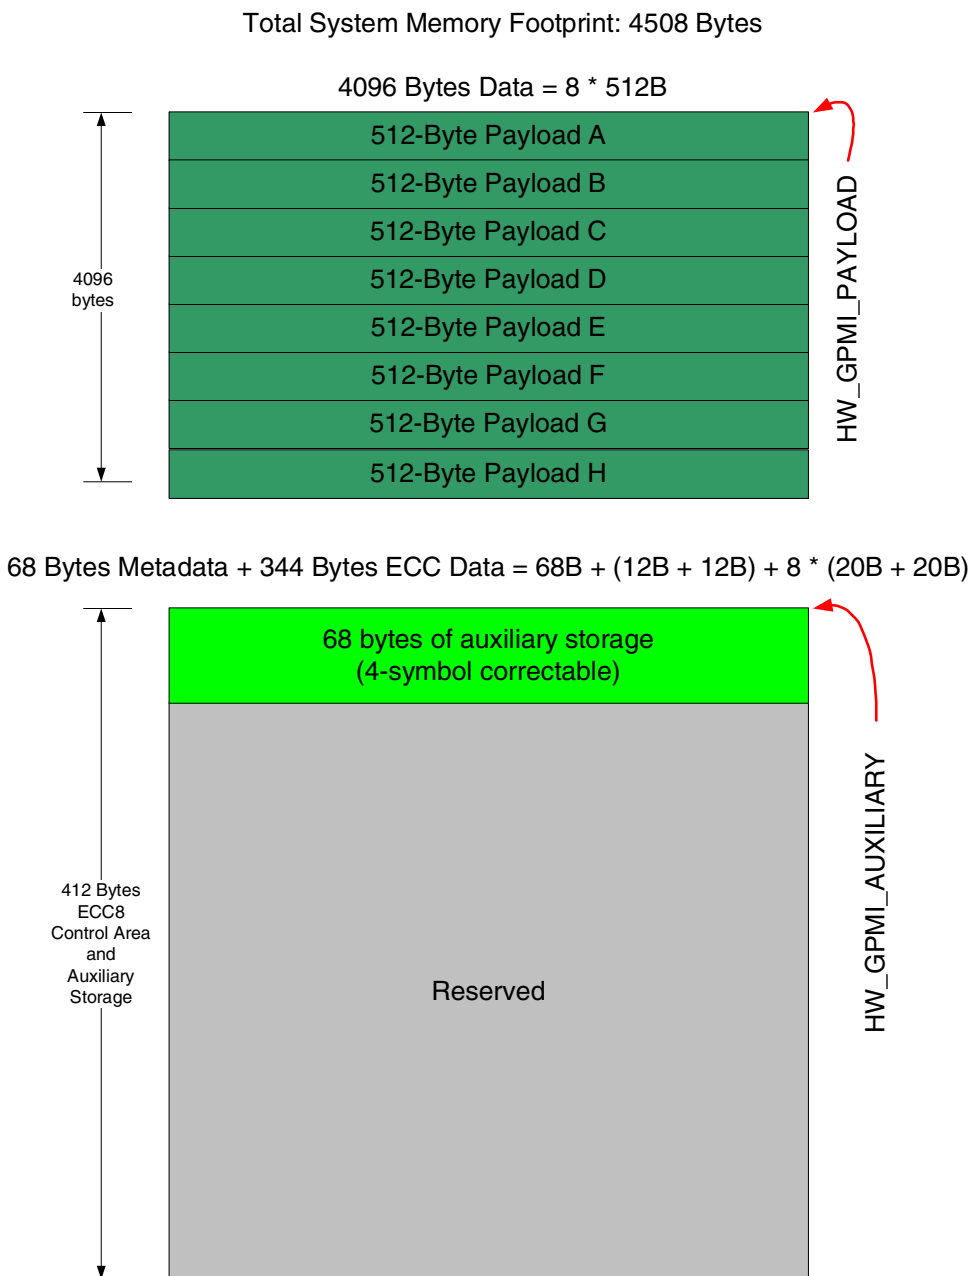 Total System Memory Footprint: 4508 Bytes
4096 Bytes Data = 8 * 512B
512-Byte Payload A
512-Byte Payload B
512-Byte Payload C
512-Byte Payload D
512-Byte Payload E
512-Byte Payload F
512-Byte Payload G
512-Byte Payload H
4096
bytes
HW_GPMI_PAYLOAD
68 Bytes Metadata + 344 Bytes ECC Data = 68B + (12B + 12B) + 8 * (20B + 20B)
68 bytes of auxiliary storage
(4-symbol correctable)
412 Bytes
ECC8
Control Area
and
Auxiliary
Storage
Reserved
HW_GPMI_AUXILIARY